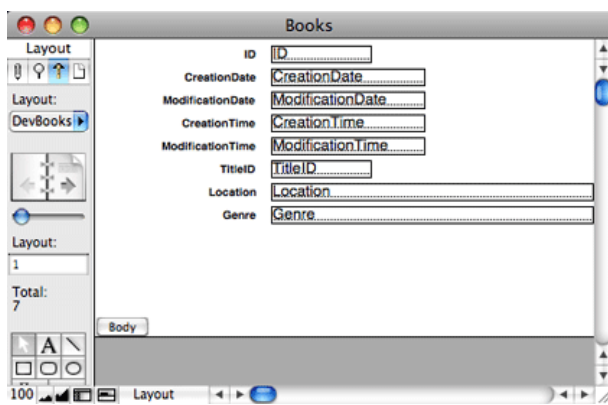 Books
Layout
Layout:
DevBooks
Layout:
1
Total:
7
ID ID
CreationDate CreationDate
ModificationDate ModificationDate
CreationTime CreationTime
ModificationTime ModificationTime
TitleID TitleID
Location Location
Genre Genre
Body
A
100 Layout